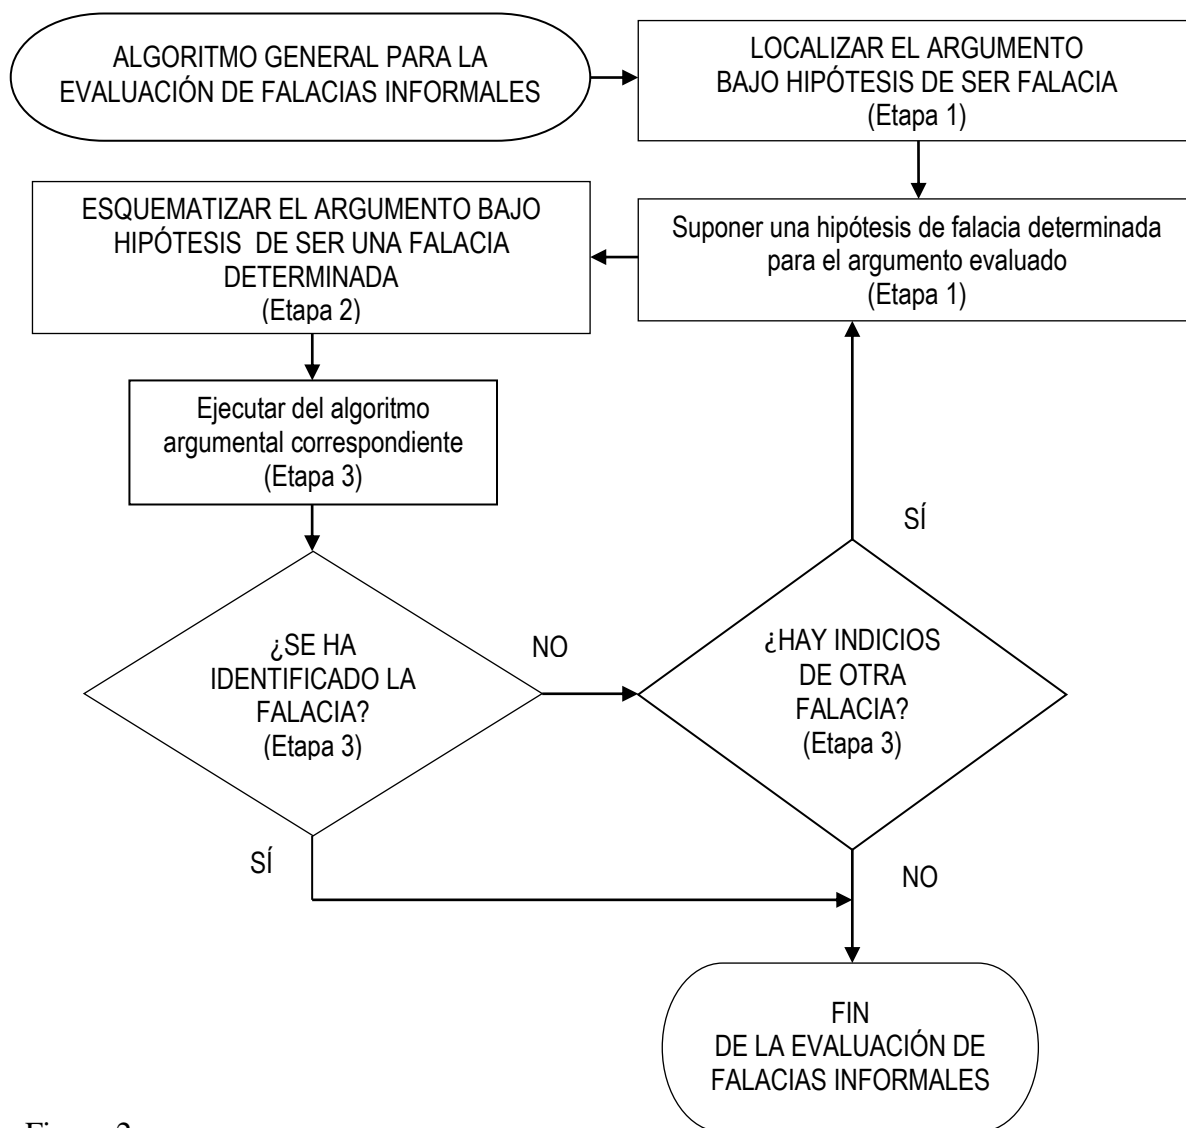 ALGORITMO GENERAL PARA LA
EVALUACIÓN DE FALACIAS INFORMALES
LOCALIZAR EL ARGUMENTO
BAJO HIPÓTESIS DE SER FALACIA
(Etapa 1)
Suponer una hipótesis de falacia determinada
para el argumento evaluado
(Etapa 1)
ESQUEMATIZAR EL ARGUMENTO BAJO
HIPÓTESIS DE SER UNA FALACIA
DETERMINADA
(Etapa 2)
Ejecutar del algoritmo
argumental correspondiente
(Etapa 3)
¿SE HA
IDENTIFICADO LA
FALACIA?
(Etapa 3)
NO
SÍ
¿HAY INDICIOS
DE OTRA
FALACIA?
(Etapa 3)
SÍ
NO
FIN
DE LA EVALUACIÓN DE
FALACIAS INFORMALES